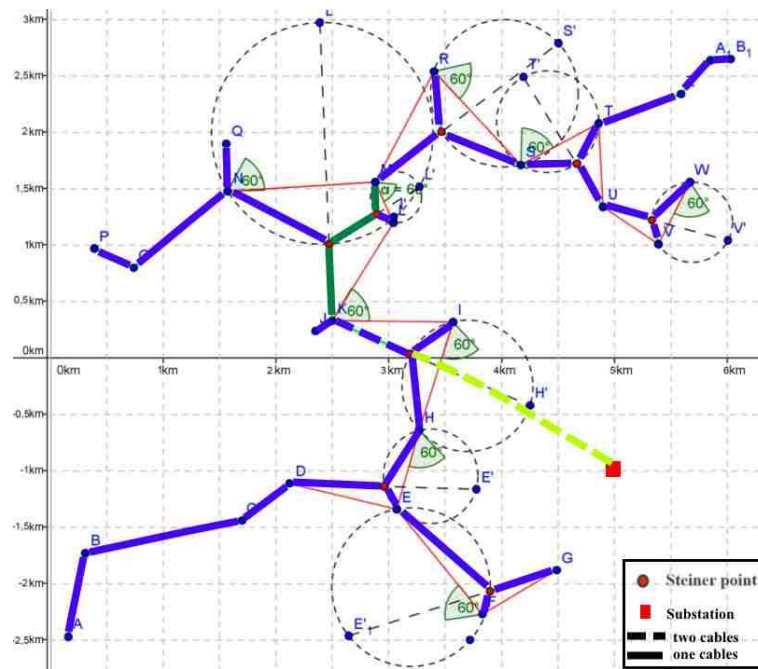 3km
2,5km
2km
1,5km
1km
0,5km
0km
-0,5km
-1km
-1,5km
-2km
-2,5km
0km
1km
2km
3km
4km
5km
6km
S'
R
60°
T'
A
B₁
T
Q
S
60°
N
60°
M
L'
α = 60°
W
60°
U
V
V'
P
O
K
60°
J
I
60°
H'
H
60°
D
E'
E
C
B
G
60°
F
E'₁
A
Steiner point
Substation
two cables
one cables